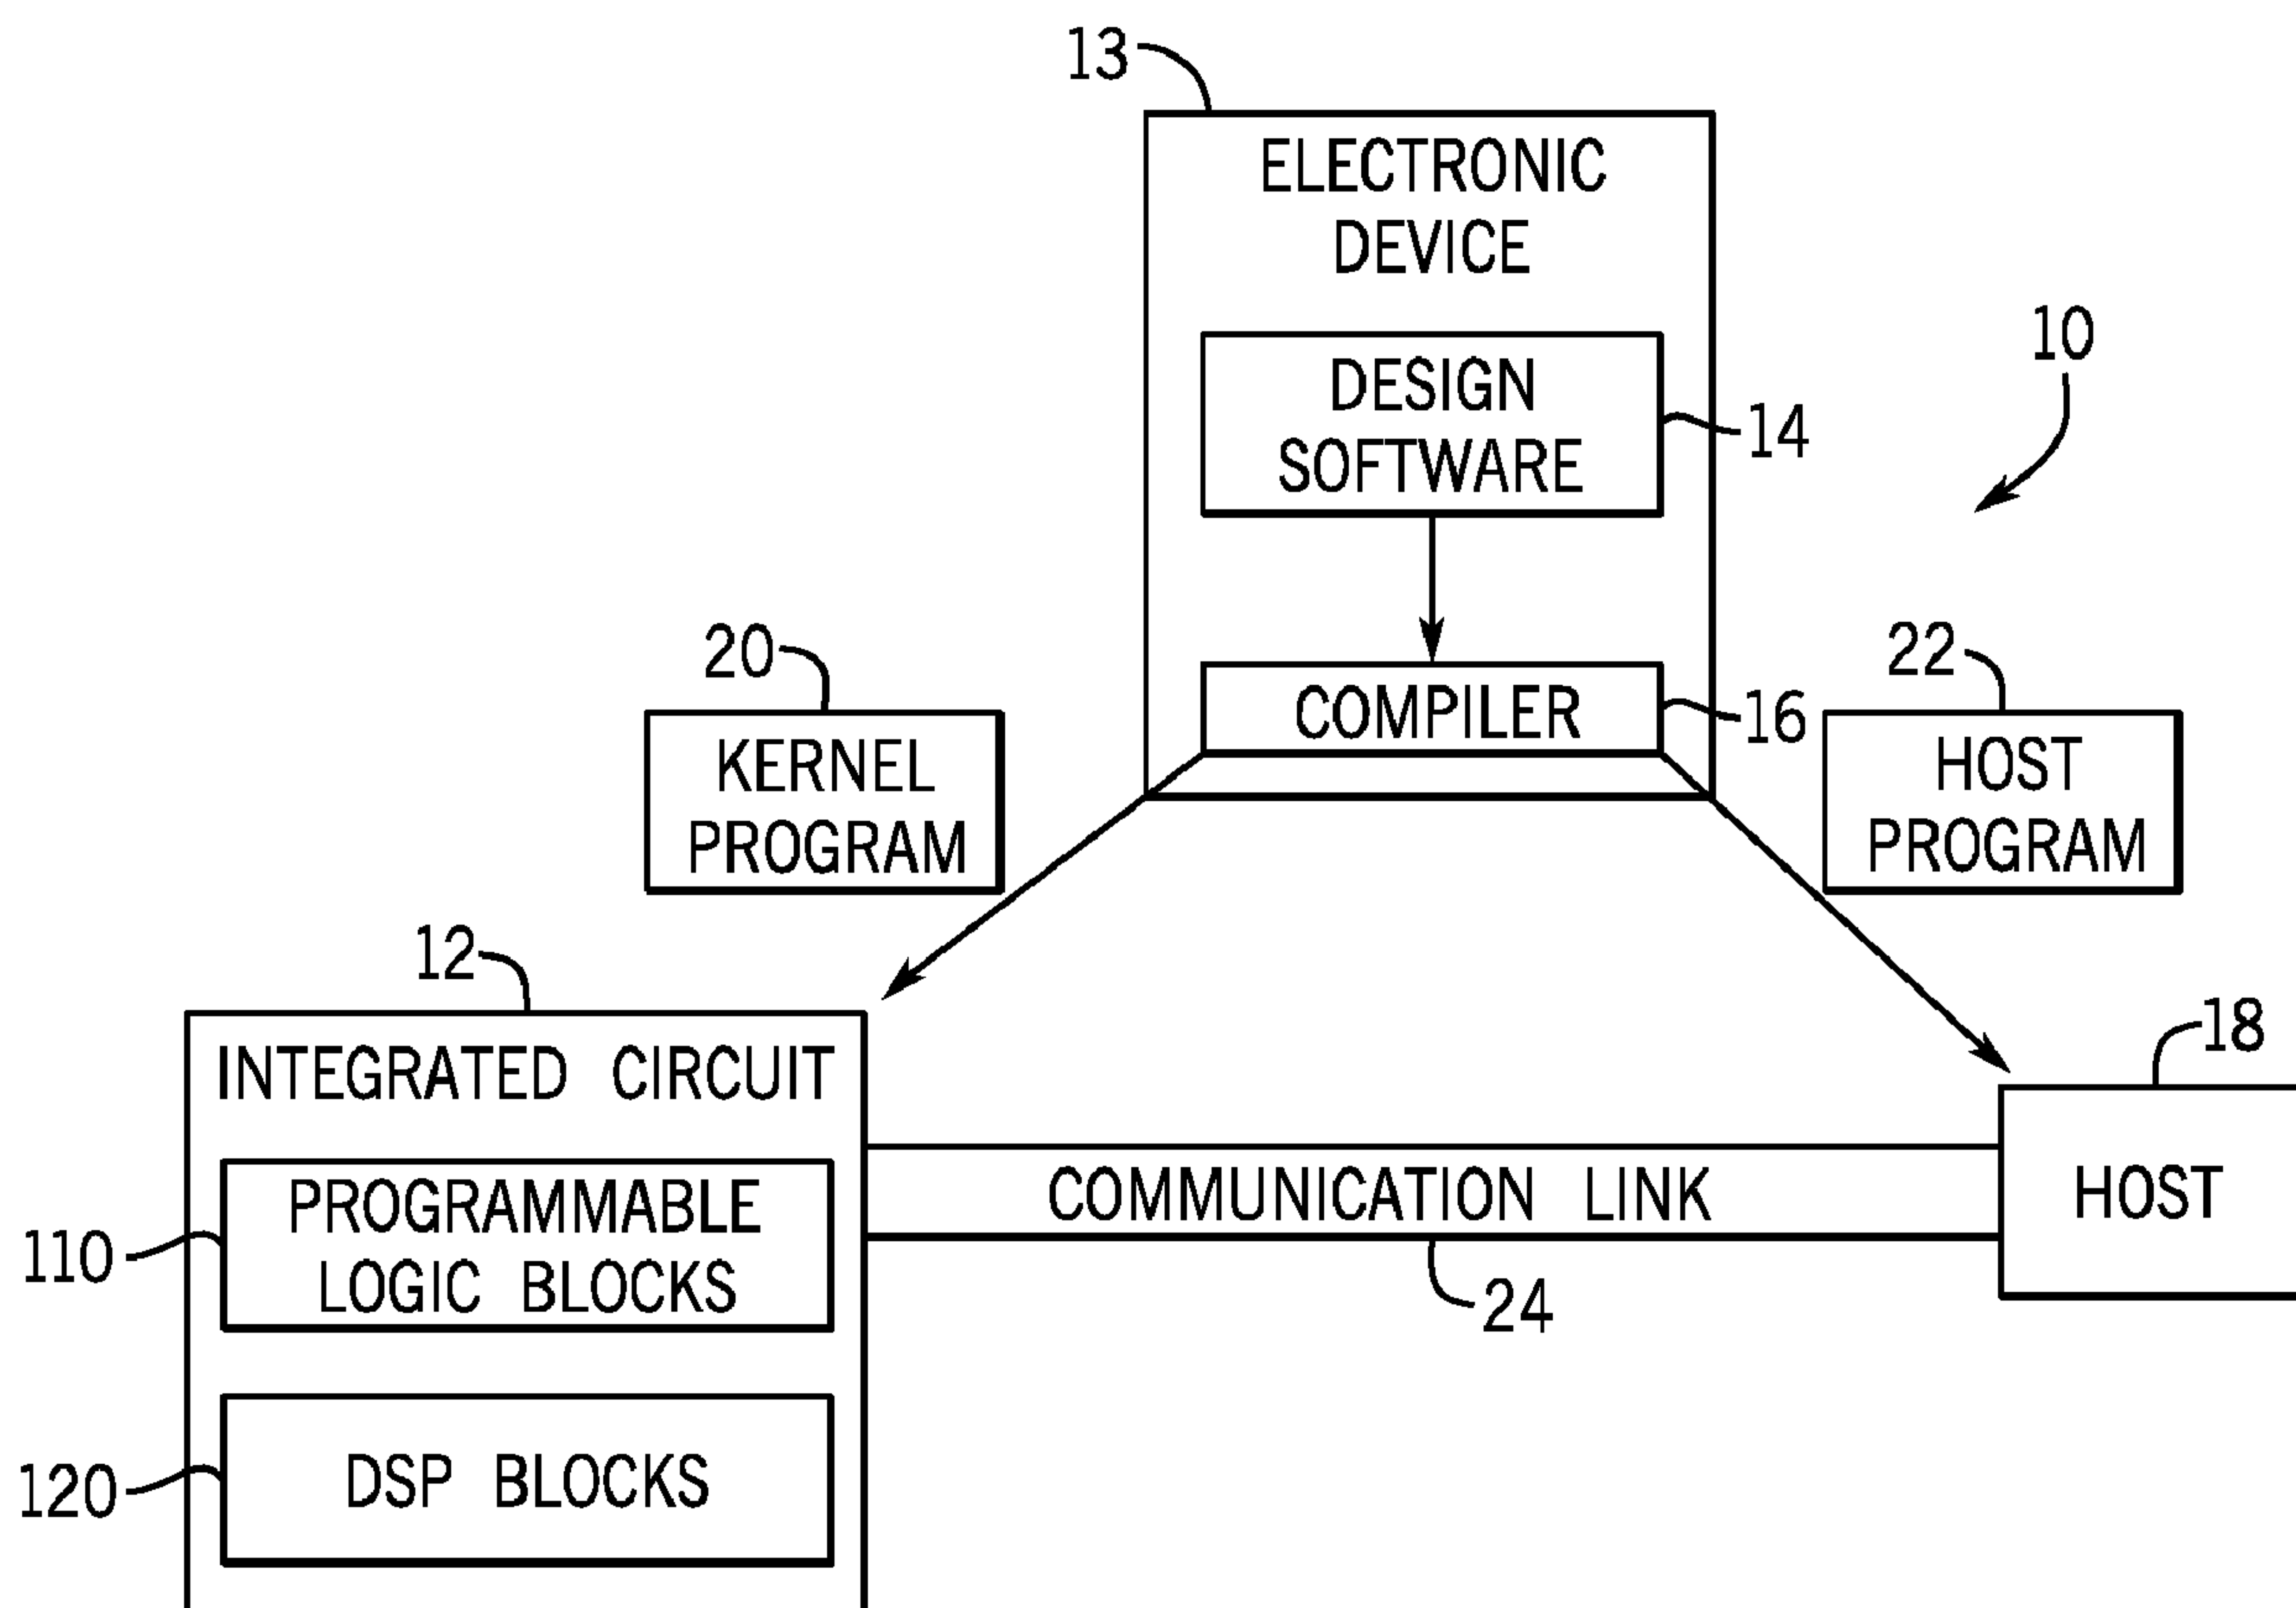 13
ELECTRONIC
DEVICE
10
DESIGN
SOFTWARE
14
20
22
COMPILER
16
KERNEL
PROGRAM
HOST
PROGRAM
12
18
INTEGRATED CIRCUIT
COMMUNICATION LINK
HOST
PROGRAMMABLE
LOGIC BLOCKS
110
24
DSP BLOCKS
120